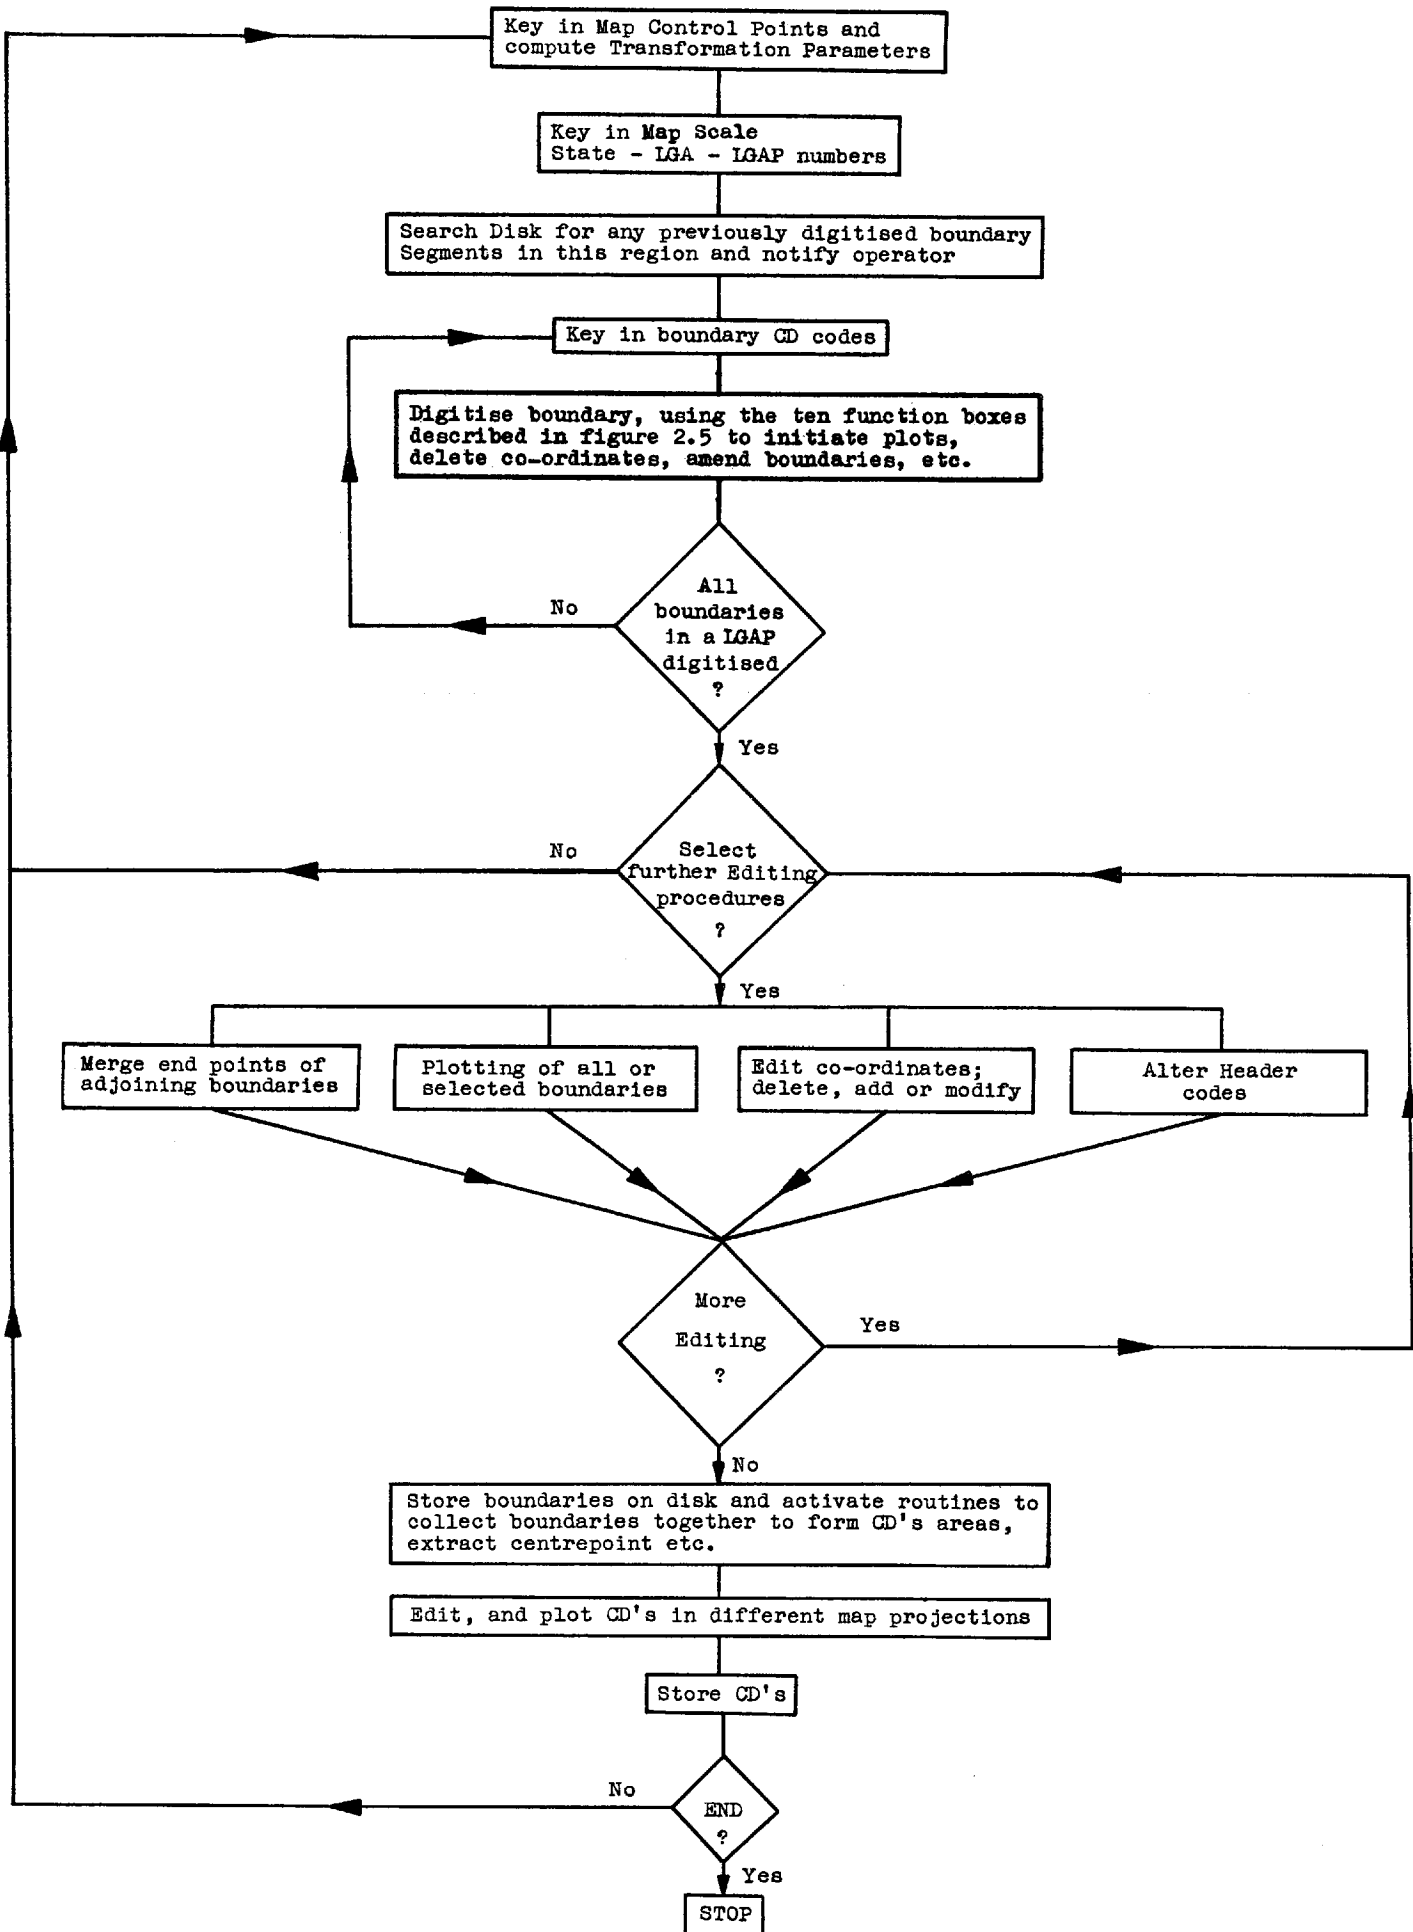 Key in Map Control Points and
compute Transformation Parameters
Key in Map Scale
State - LGA - LGAP numbers
Search Disk for any previously digitised boundary
Segments in this region and notify operator
Key in boundary CD codes
Digitise boundary, using the ten function boxes
described in figure 2.5 to initiate plots,
delete co-ordinates, amend boundaries, etc.
All
boundaries
in a LGAP
digitised
?
No
Yes
Select
further Editing
procedures
?
No
Yes
Merge end points of
adjoining boundaries
Plotting of all or
selected boundaries
Edit co-ordinates;
delete, add or modify
Alter Header
codes
More
Editing
?
Yes
No
Store boundaries on disk and activate routines to
collect boundaries together to form CD's areas,
extract centrepoint etc.
Edit, and plot CD's in different map projections
Store CD's
END
?
No
Yes
STOP